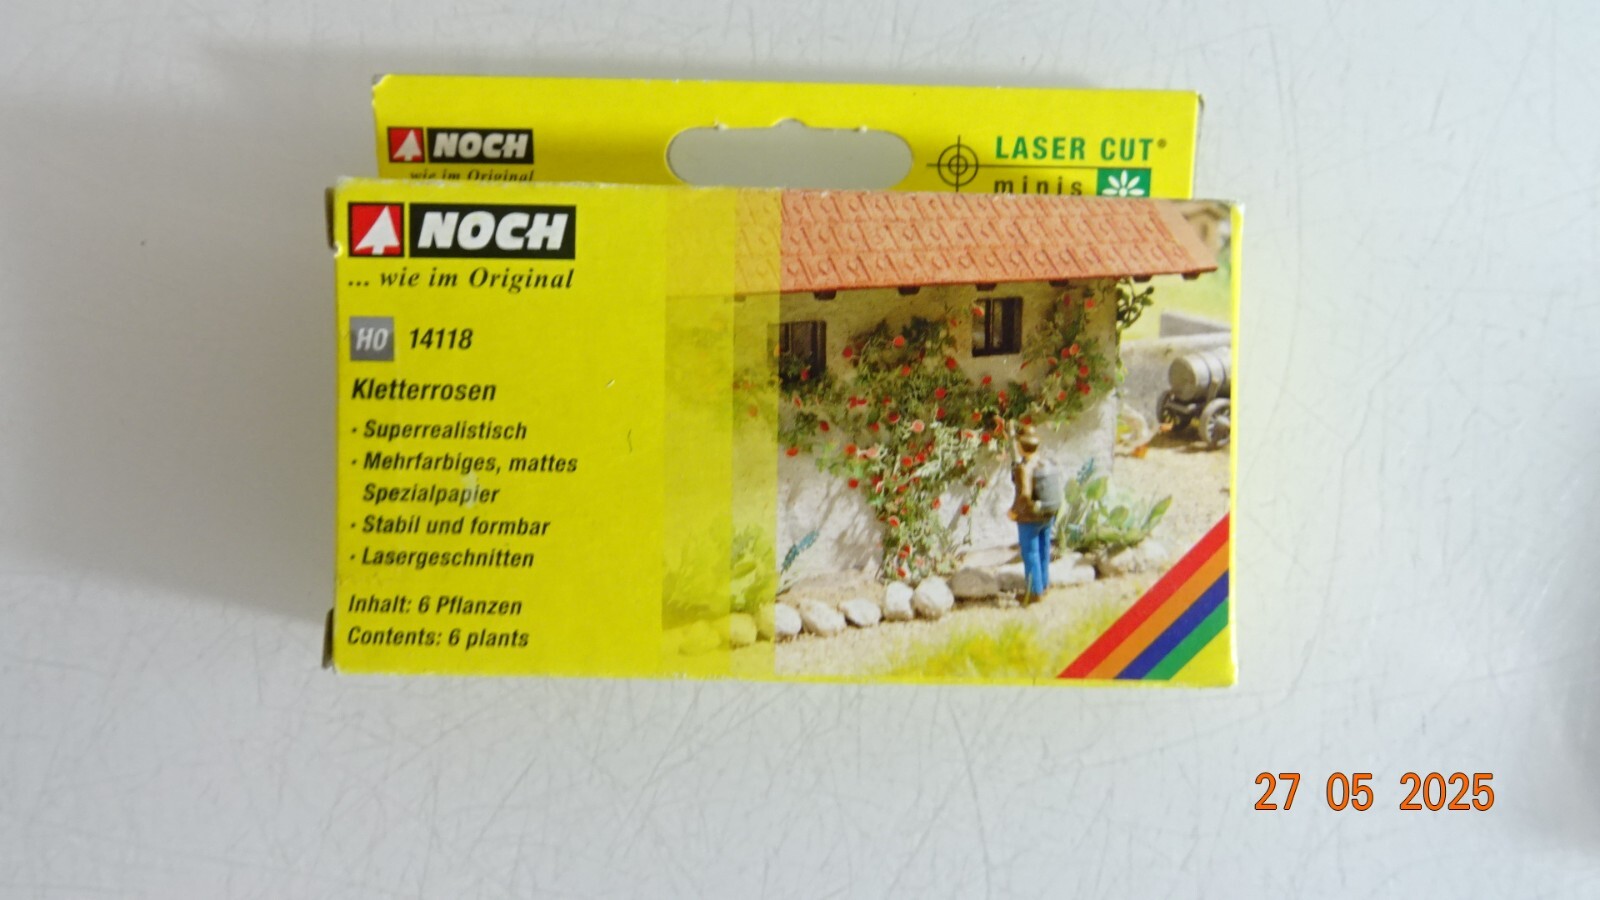 NOCH
wie im Original
LASER CUT®
minis
NOCH
... wie im Original
H0 14118
Kletterrosen
· Superrealistisch
· Mehrfarbiges, mattes
Spezialpapier
· Stabil und formbar
· Lasergeschnitten
Inhalt: 6 Pflanzen
Contents: 6 plants
27 05 2025